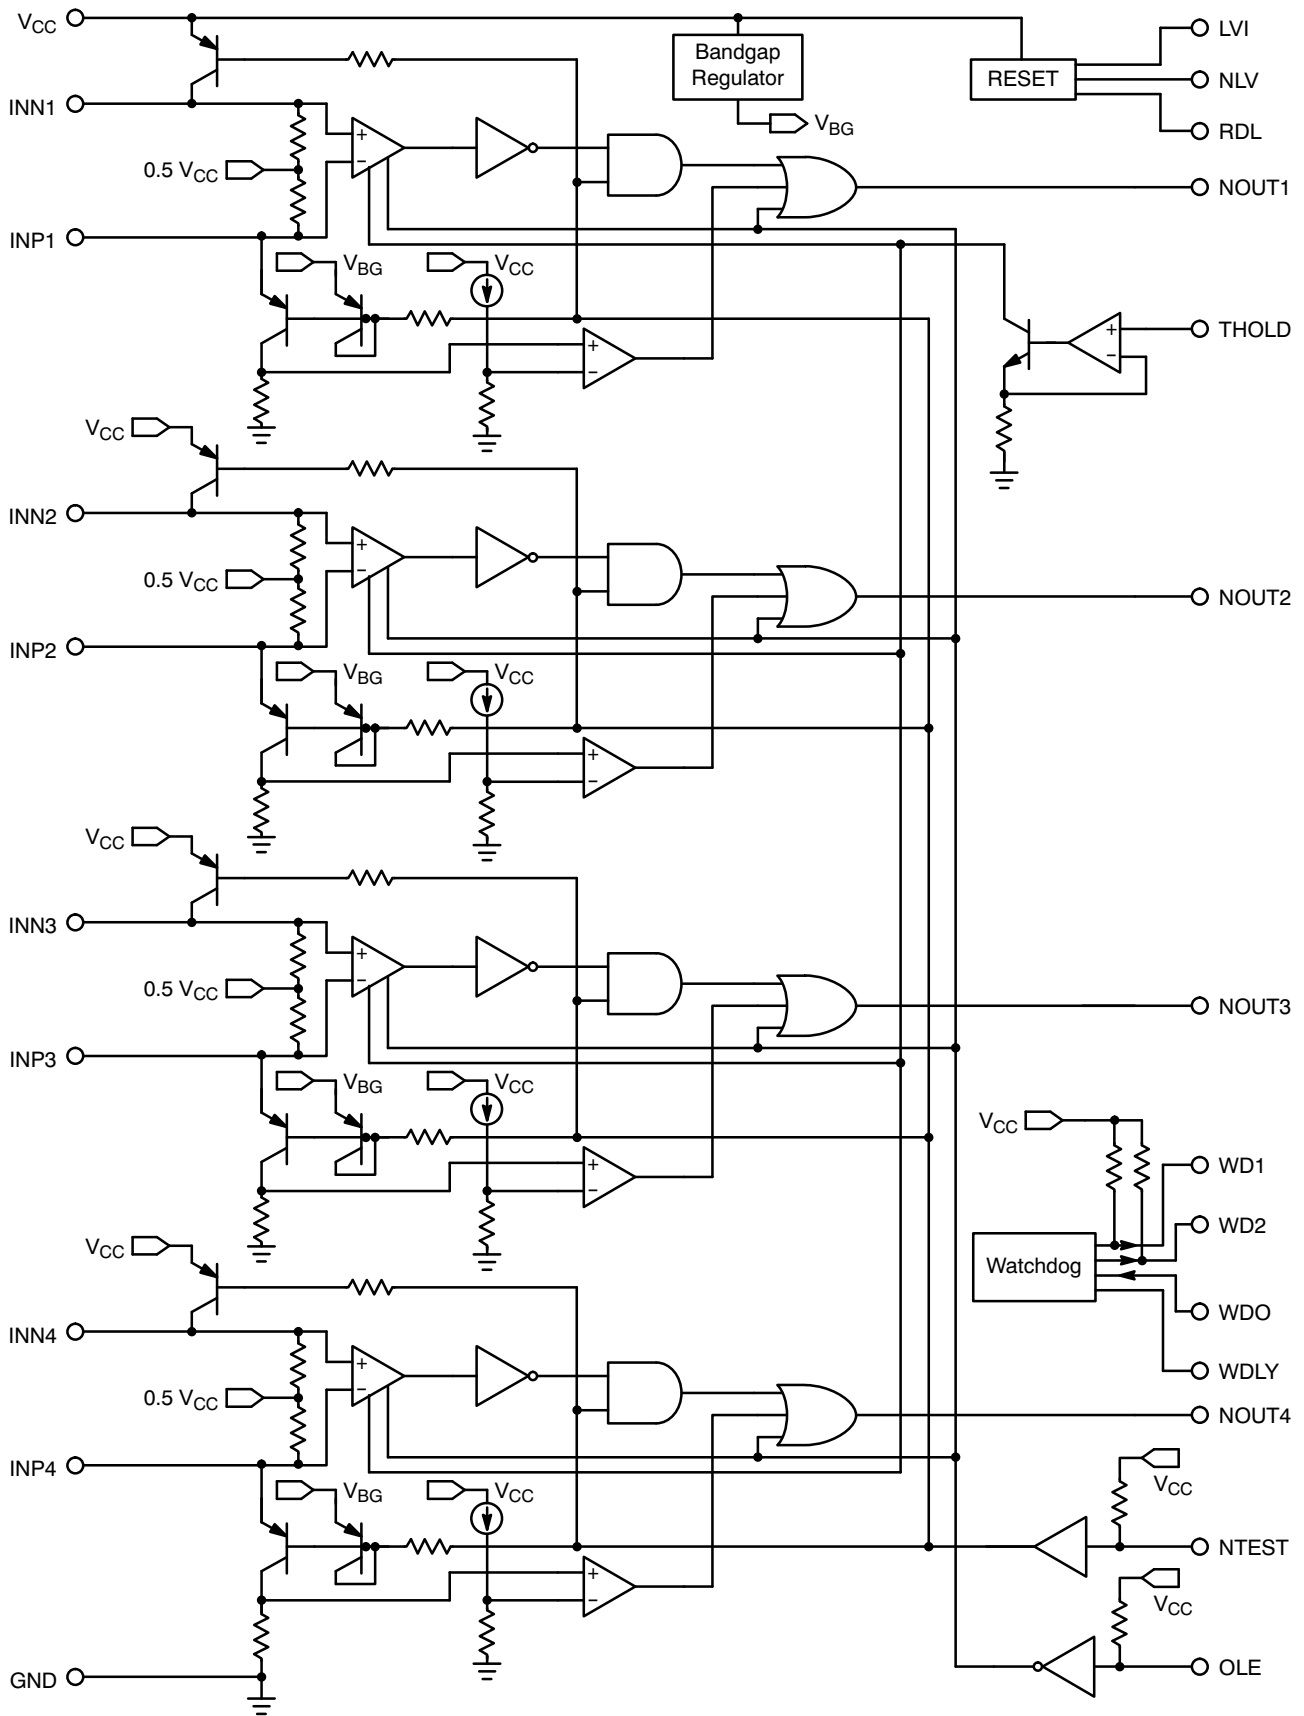 VCC
Bandgap
Regulator
VBG
RESET
LVI
NLV
RDL
INN1
+
−
0.5 VCC
NOUT1
INP1
VBG
VCC
+
−
+
−
THOLD
VCC
INN2
+
−
0.5 VCC
NOUT2
INP2
VBG
VCC
+
−
VCC
INN3
+
−
0.5 VCC
NOUT3
INP3
VBG
VCC
+
−
VCC
Watchdog
WD1
WD2
WDO
WDLY
VCC
INN4
+
−
0.5 VCC
NOUT4
INP4
VBG
VCC
+
−
VCC
NTEST
VCC
OLE
GND